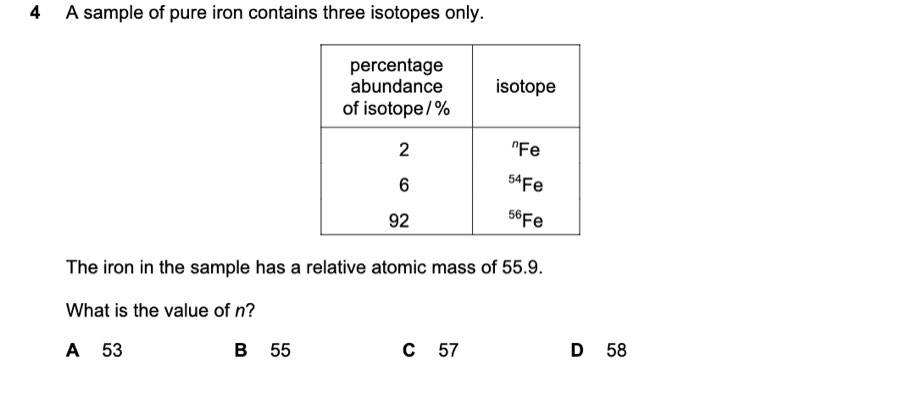 4 A sample of pure iron contains three isotopes only.
percentage
abundance
of isotope / %
isotope
2 ⁿFe
6 ⁵⁴Fe
92 ⁵⁶Fe
The iron in the sample has a relative atomic mass of 55.9.
What is the value of n?
A 53 B 55 C 57 D 58